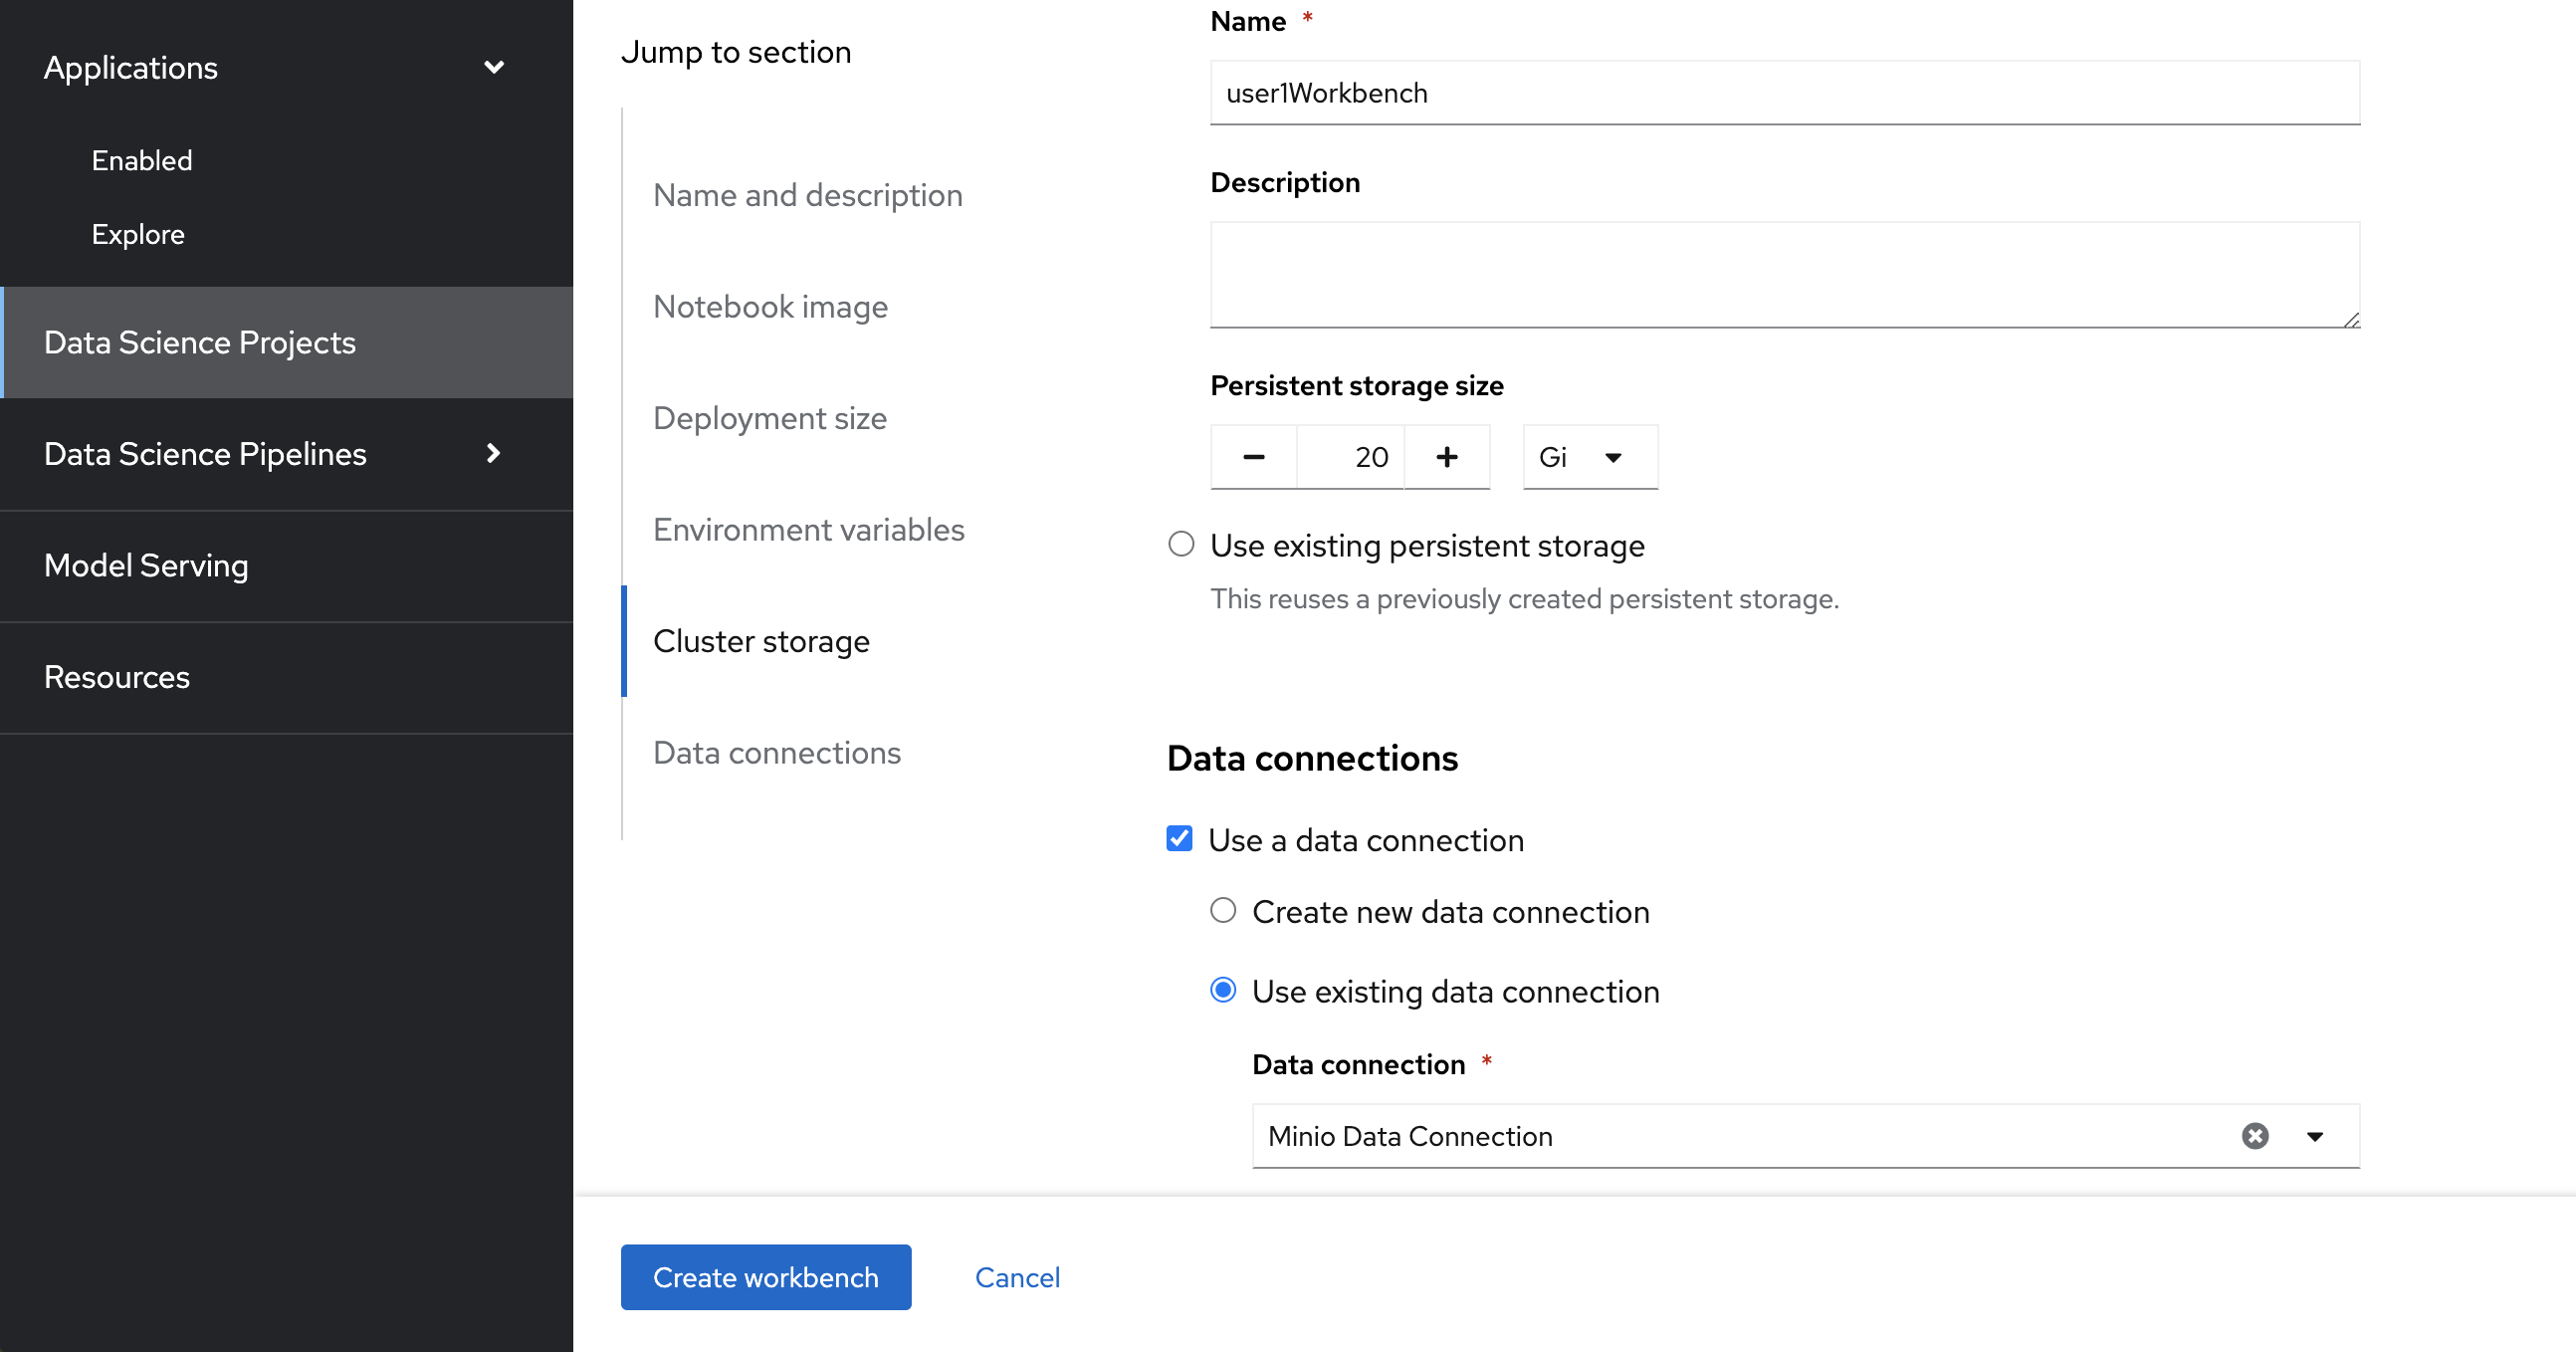 Applications
Enabled
Explore
Data Science Projects
Data Science Pipelines
Model Serving
Resources
Jump to section
Name and description
Notebook image
Deployment size
Environment variables
Cluster storage
Data connections
Name *
user1Workbench
Description
Persistent storage size
20
Gi
Use existing persistent storage
This reuses a previously created persistent storage.
Data connections
Use a data connection
Create new data connection
Use existing data connection
Data connection *
Minio Data Connection
Create workbench
Cancel